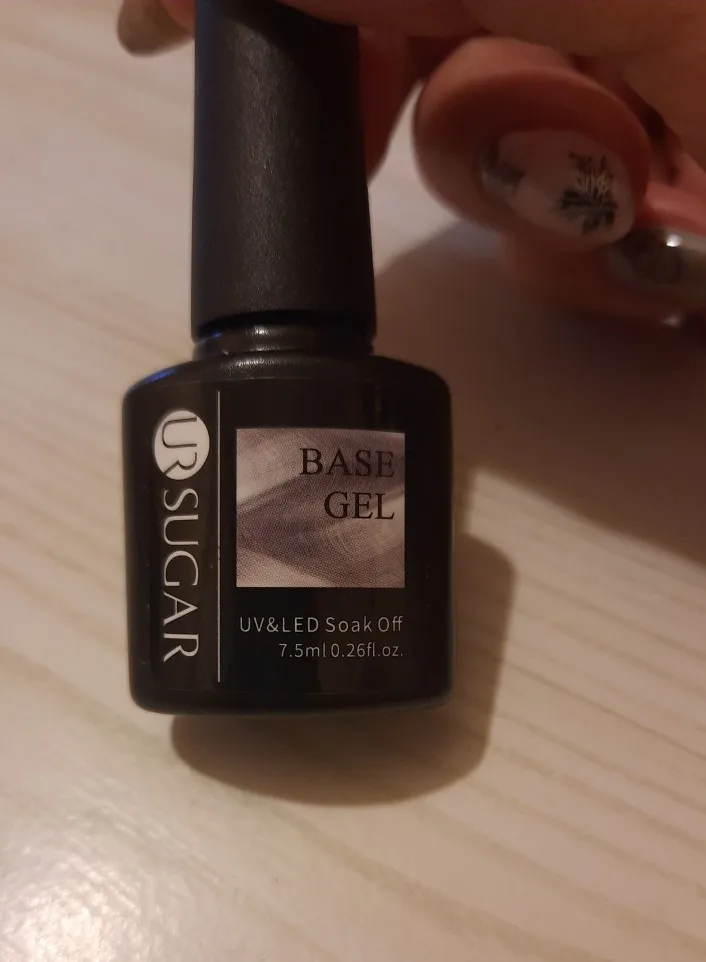 UR SUGAR
BASE
GEL
UV&LED Soak Off
7.5ml 0.26fl.oz.